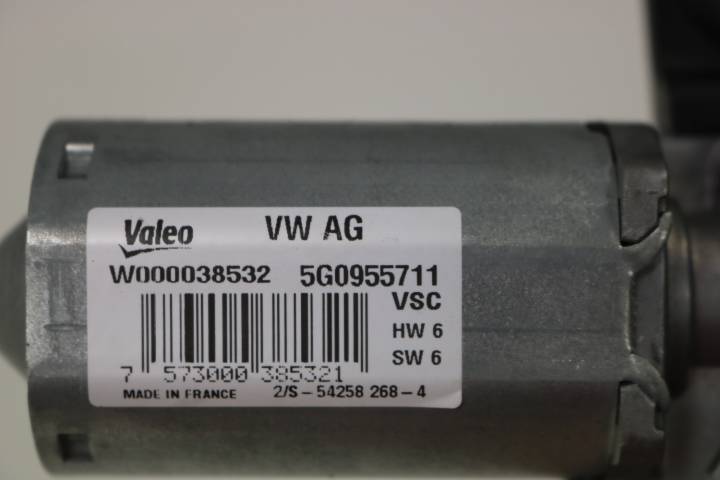 Valeo VW AG
W000038532 5G0955711
VSC
HW 6
SW 6
7 573000 385321
MADE IN FRANCE 2/S-54258 268-4